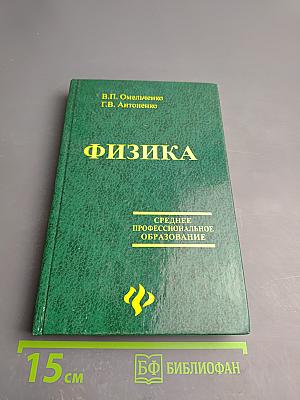 В.П. Омельченко
Г.В. Антоненко
ФИЗИКА
СРЕДНЕЕ
ПРОФЕССИОНАЛЬНОЕ
ОБРАЗОВАНИЕ
15 см
БФ БИБЛИОФАН